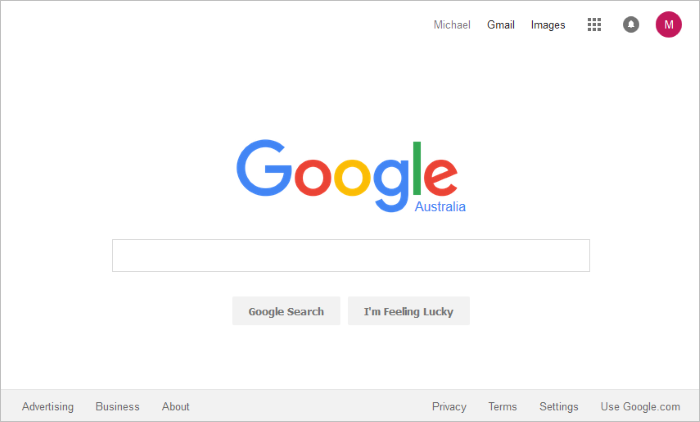 Michael Gmail Images M
Google
Australia
Google Search I'm Feeling Lucky
Advertising Business About Privacy Terms Settings Use Google.com